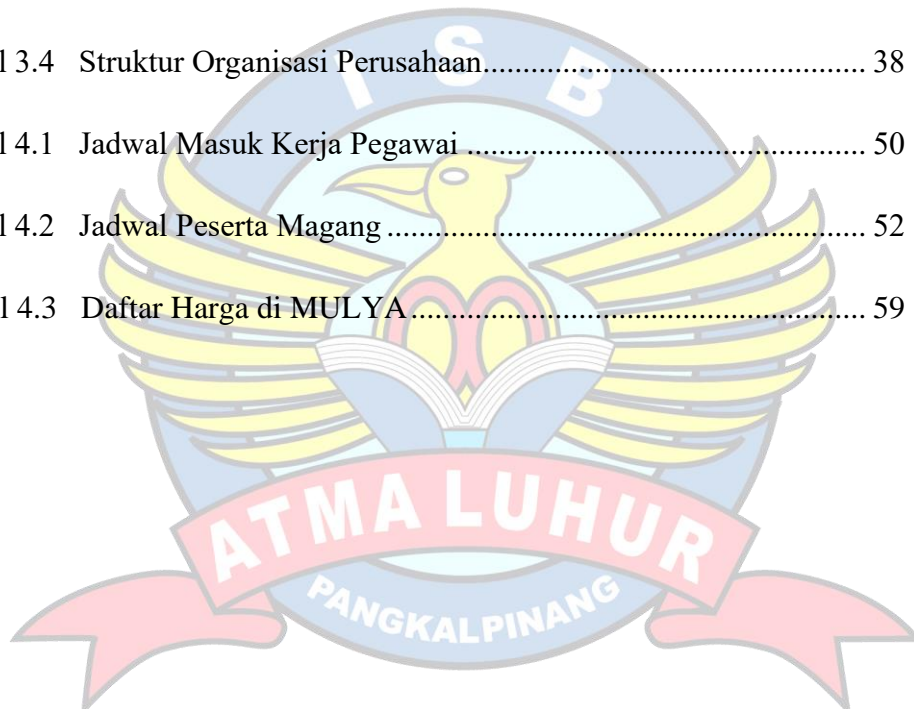 l 3.4 Struktur Organisasi Perusahaan................................................ 38
l 4.1 Jadwal Masuk Kerja Pegawai .................................................. 50
l 4.2 Jadwal Peserta Magang ............................................................ 52
l 4.3 Daftar Harga di MULYA......................................................... 59
I S B
ATMA LUHUR
PANGKALPINANG